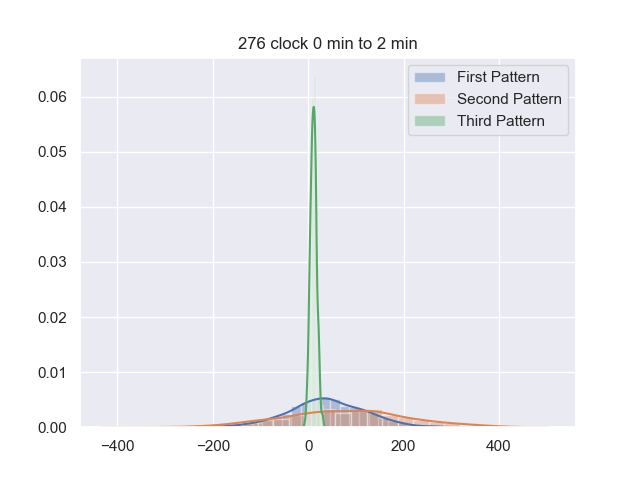 276 clock 0 min to 2 min
First Pattern
Second Pattern
Third Pattern
0.06
0.05
0.04
0.03
0.02
0.01
0.00
−400 −200 0 200 400